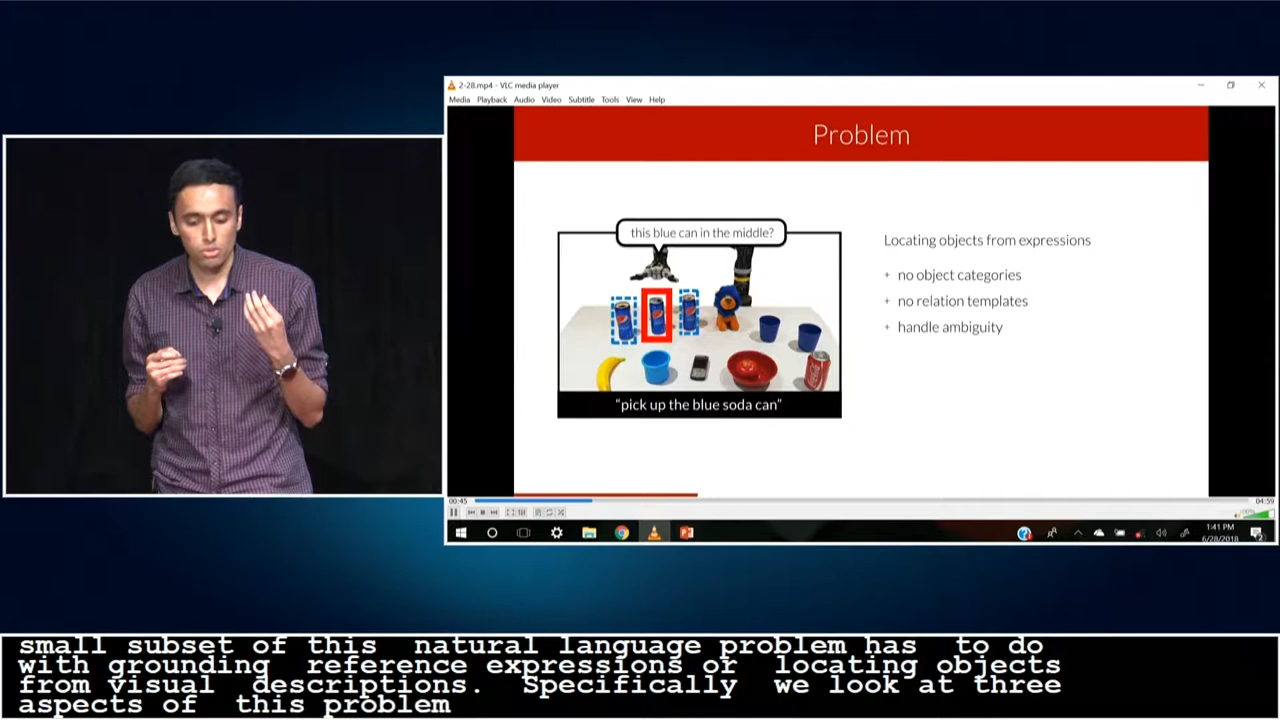 2-28.mp4 - VLC media player
Media Playback Audio Video Subtitle Tools View Help
Problem
this blue can in the middle?
"pick up the blue soda can"
Locating objects from expressions
+ no object categories
+ no relation templates
+ handle ambiguity
00:45
04:59
1:41 PM
6/28/2018
small subset of this natural language problem has to do
with grounding reference expressions or locating objects
from visual descriptions. Specifically we look at three
aspects of this problem